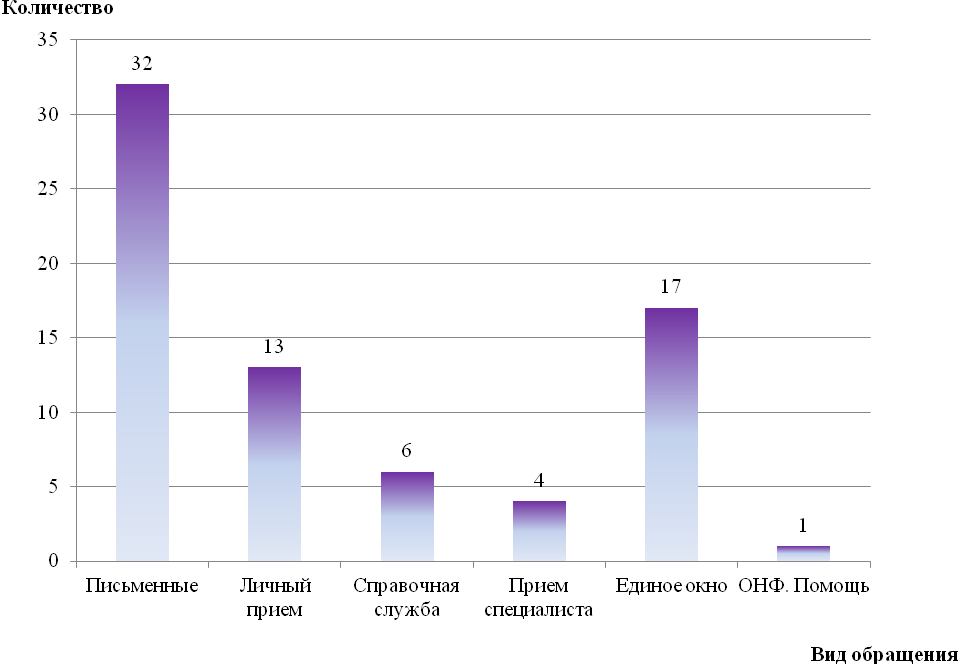 Количество
35
30
25
20
15
10
5
0
32
13
6
4
17
1
Письменные
Личный
прием
Справочная
служба
Прием
специалиста
Единое окно
ОНФ. Помощь
Вид обращения